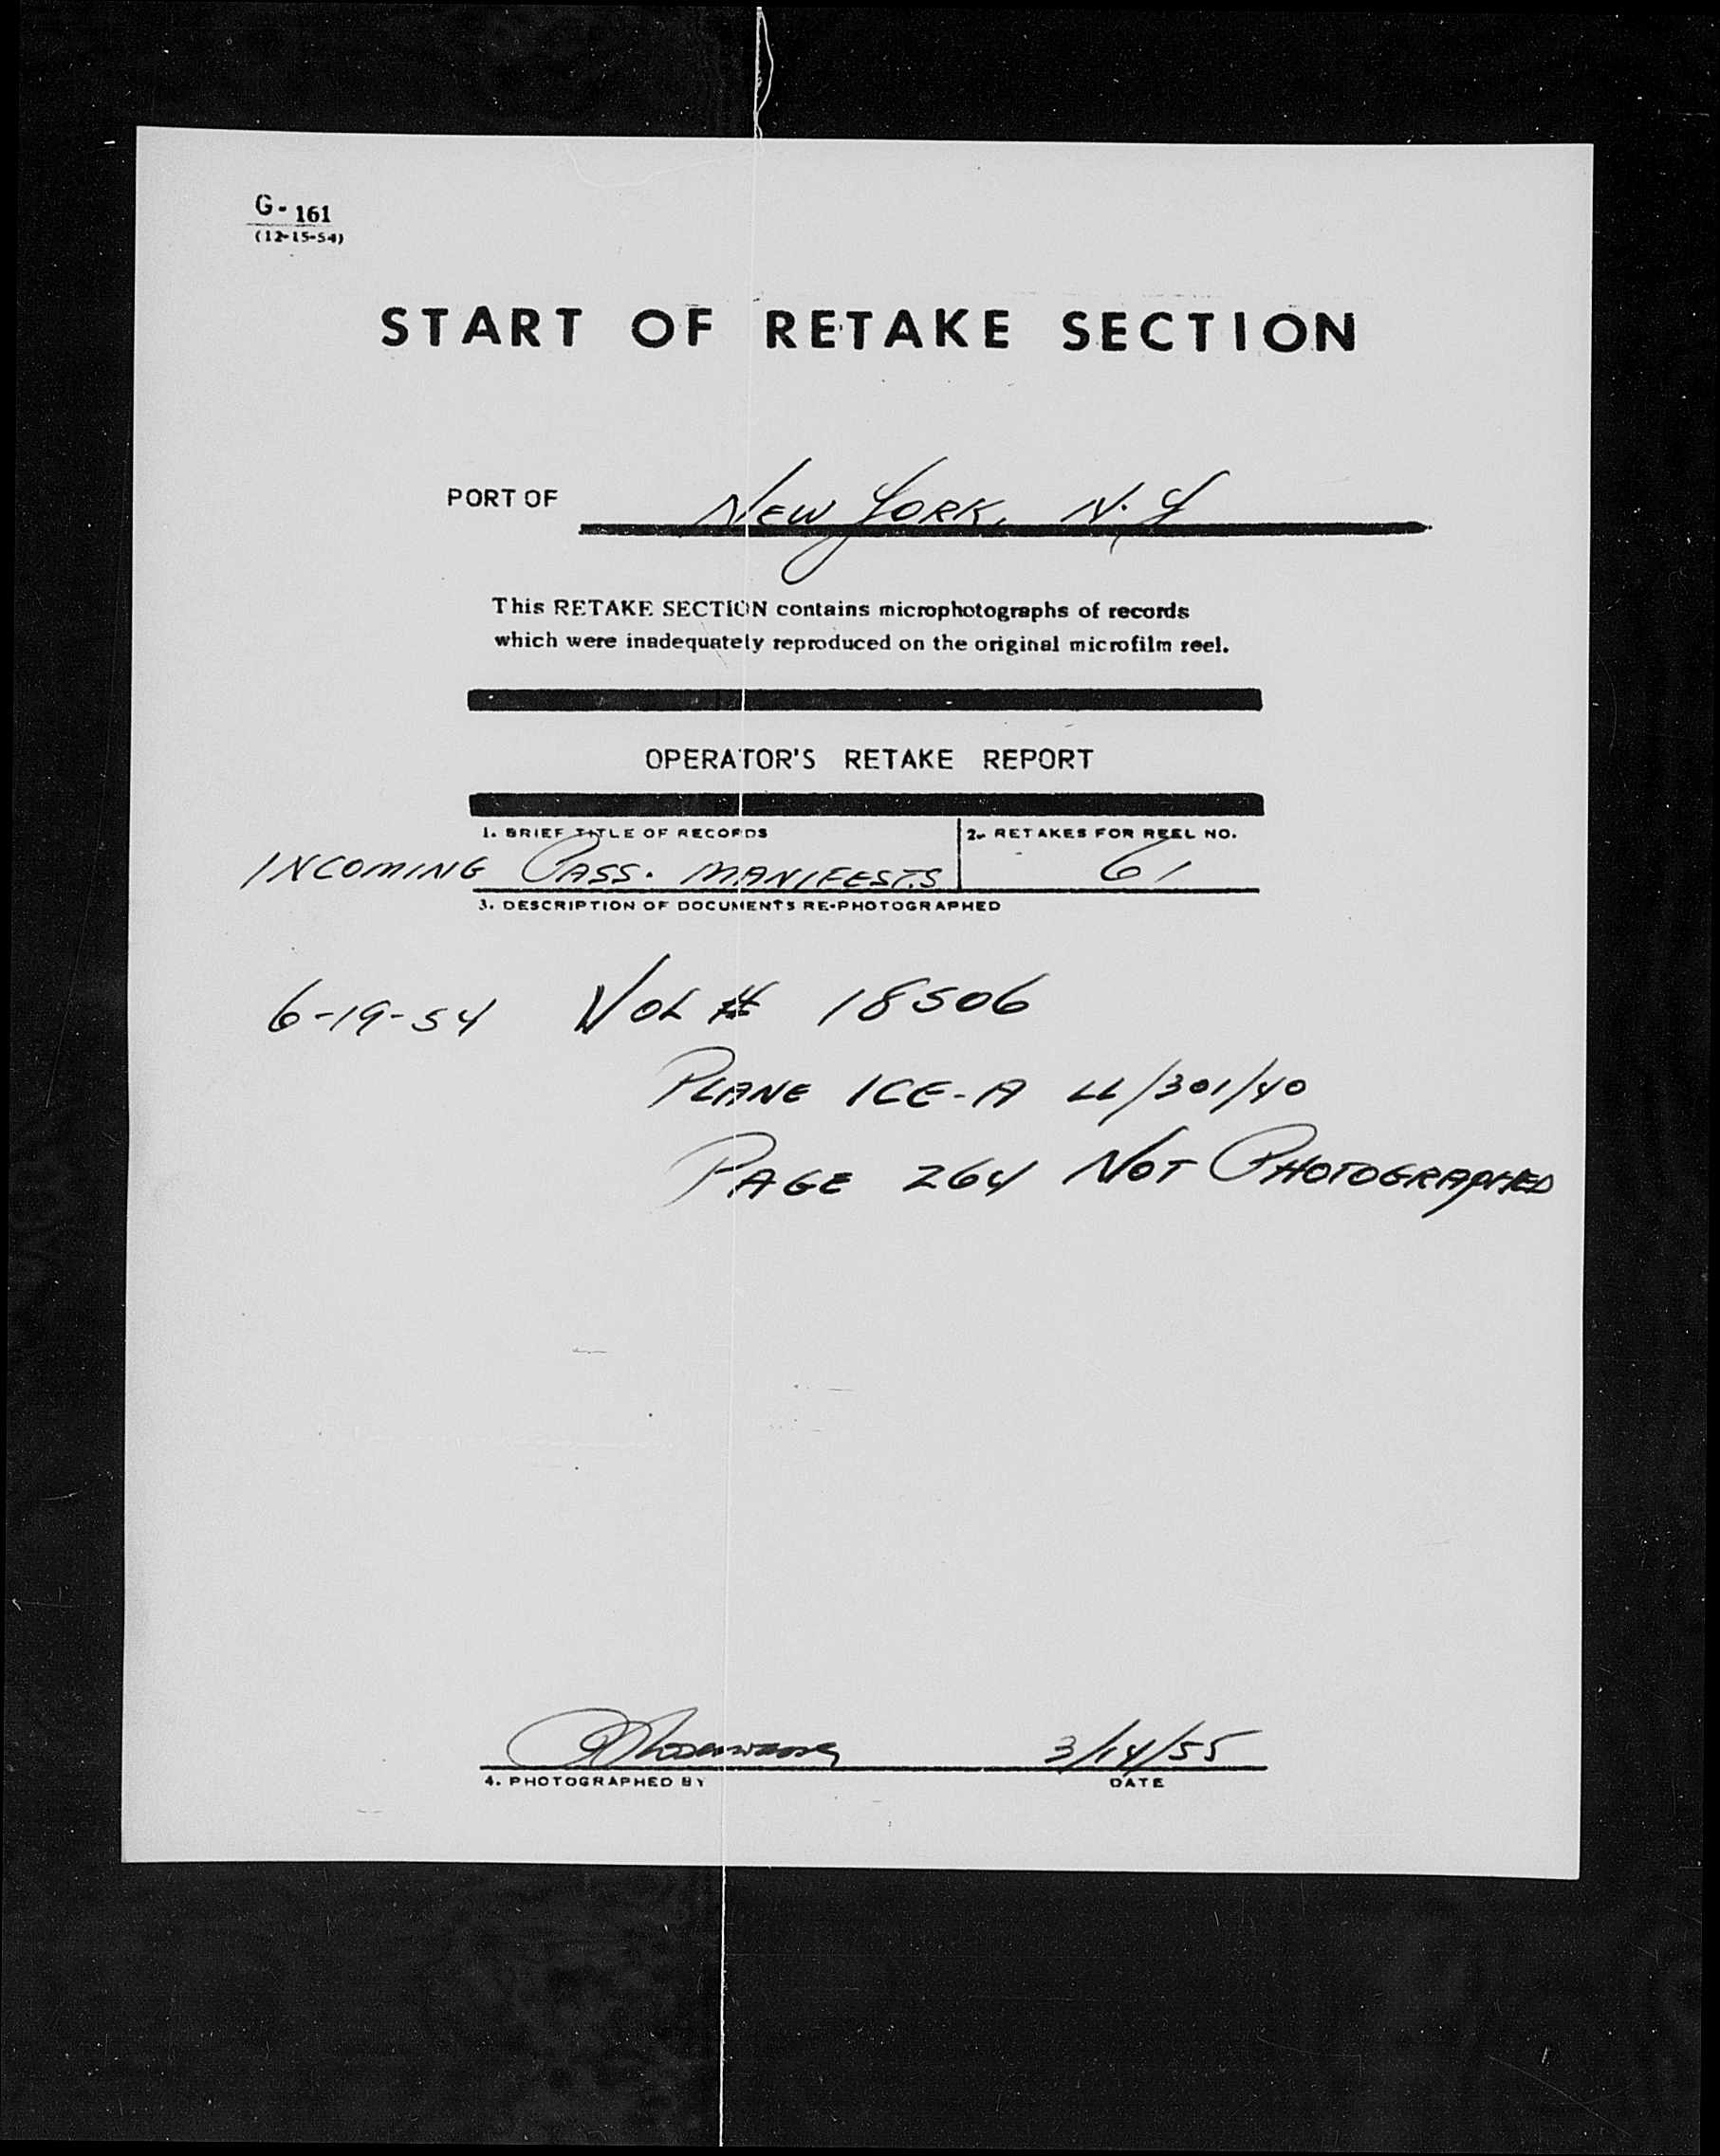 G-161
(12-15-54)
START OF RETAKE SECTION
PORT OF NEW YORK, N.Y
This RETAKE SECTION contains microphotographs of records
which were inadequately reproduced on the original microfilm reel.
OPERATOR'S RETAKE REPORT
1. BRIEF TITLE OF RECORDS 2. RETAKES FOR REEL NO.
INCOMING PASS. MANIFESTS 61
3. DESCRIPTION OF DOCUMENTS RE-PHOTOGRAPHED
6-19-54 VOL # 18506
PLANE ICE-A LL/301/40
PAGE 264 NOT PHOTOGRAPHED
3/14/55
4. PHOTOGRAPHED BY DATE